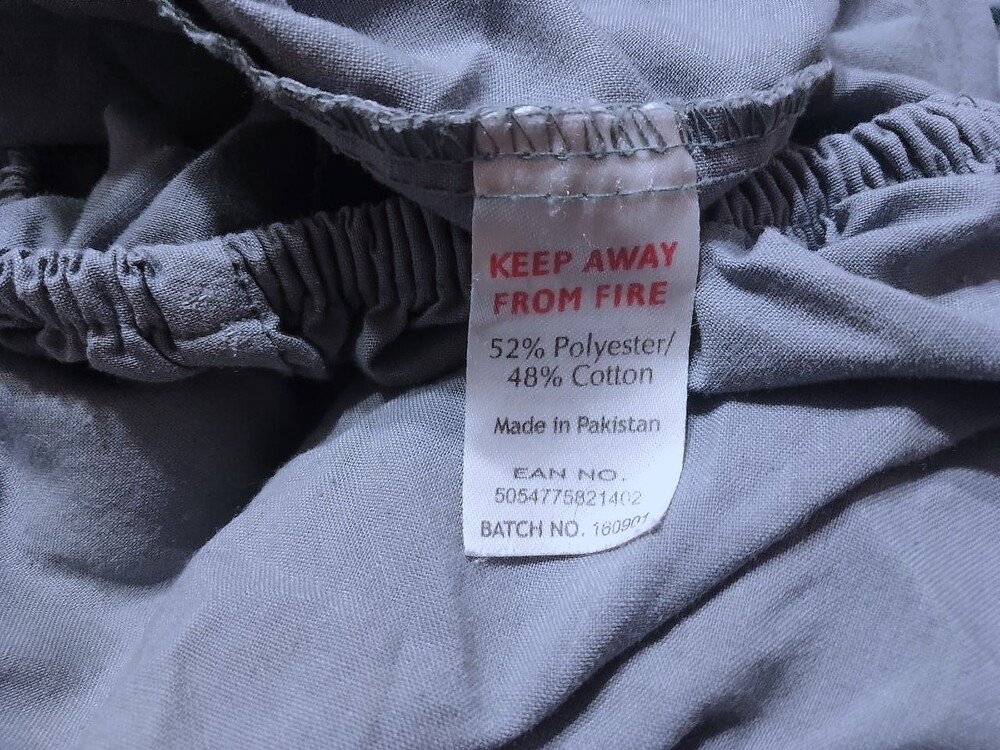 KEEP AWAY
FROM FIRE
52% Polyester/
48% Cotton
Made in Pakistan
EAN NO.
5054775821402
BATCH NO. 160901